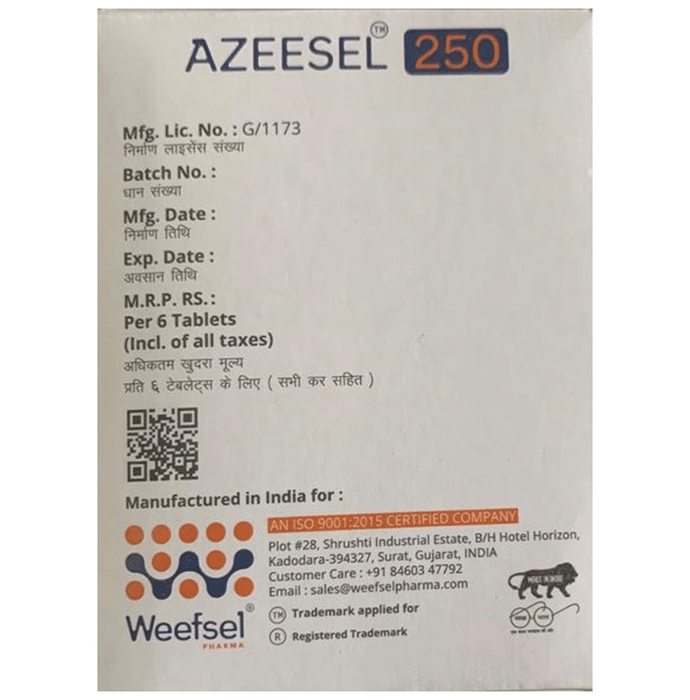 AZEESEL™ 250
Mfg. Lic. No. : G/1173
निर्माण लाइसेंस संख्या
Batch No. :
धान संख्या
Mfg. Date :
निर्माण तिथि
Exp. Date :
अवसान तिथि
M.R.P. RS. :
Per 6 Tablets
(Incl. of all taxes)
अधिकतम खुदरा मूल्य
प्रति ६ टेबलेट्स के लिए ( सभी कर सहित )
Manufactured in India for :
AN ISO 9001:2015 CERTIFIED COMPANY
Plot #28, Shrushti Industrial Estate, B/H Hotel Horizon,
Kadodara-394327, Surat, Gujarat, INDIA
Customer Care : +91 84603 47792
Email : sales@weefselpharma.com
MAKE IN INDIA
Weefsel®
PHARMA
TM Trademark applied for
R Registered Trademark